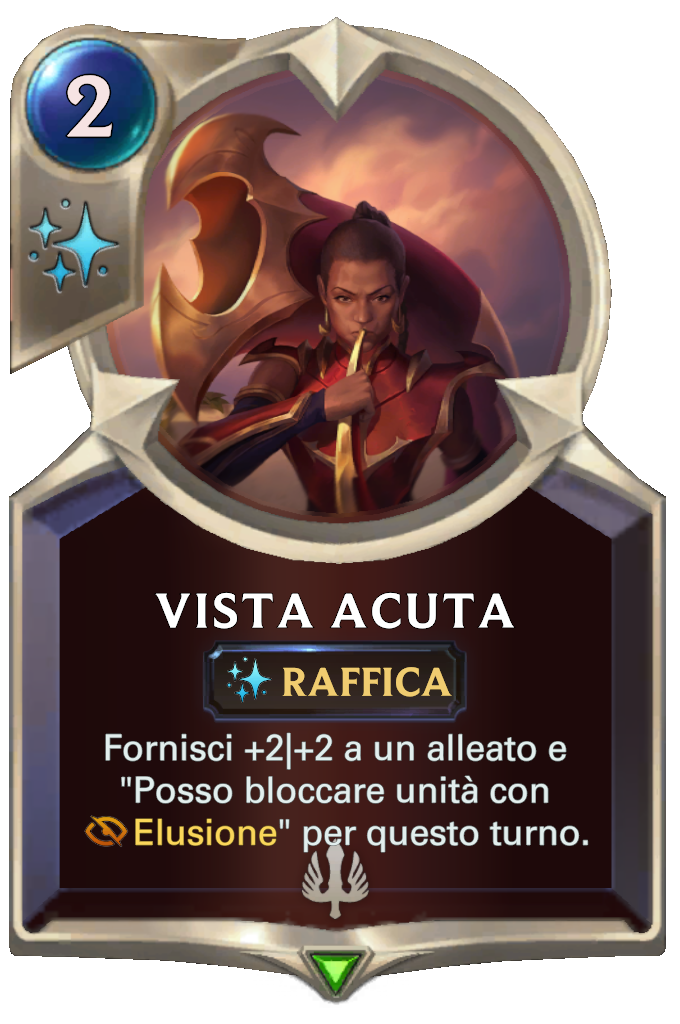 2
VISTA ACUTA
RAFFICA
Fornisci +2|+2 a un alleato e
"Posso bloccare unità con
Elusione" per questo turno.